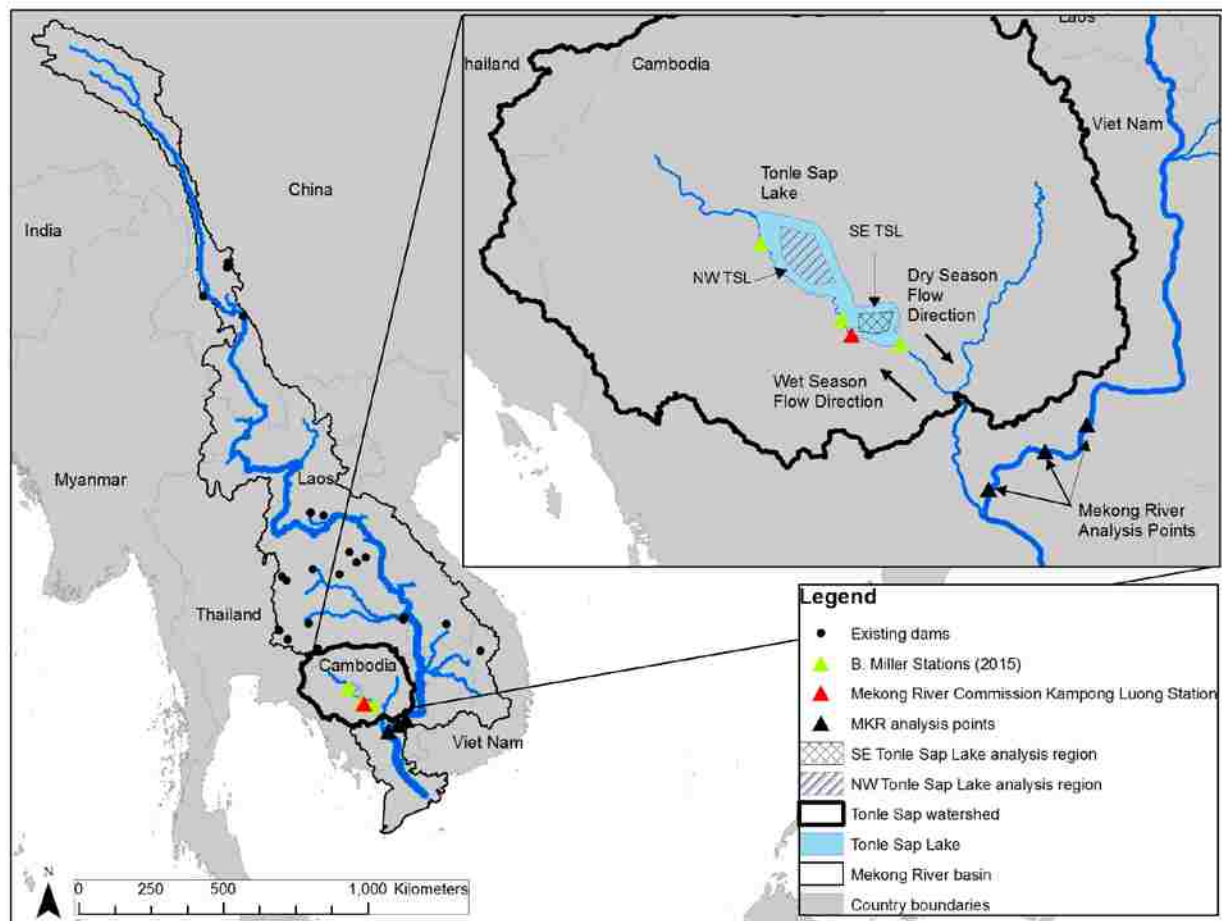 China
India
Myanmar
Laos
Thailand
Cambodia
Viet Nam
N
0 250 500 1,000 Kilometers
Laos
hailand
Cambodia
Viet Nam
Tonle Sap
Lake
SE TSL
NW TSL
Dry Season
Flow
Direction
Wet Season
Flow Direction
Mekong River
Analysis Points
Legend
Existing dams
B. Miller Stations (2015)
Mekong River Commission Kampong Luong Station
MKR analysis points
SE Tonle Sap Lake analysis region
NW Tonle Sap Lake analysis region
Tonle Sap watershed
Tonle Sap Lake
Mekong River basin
Country boundaries